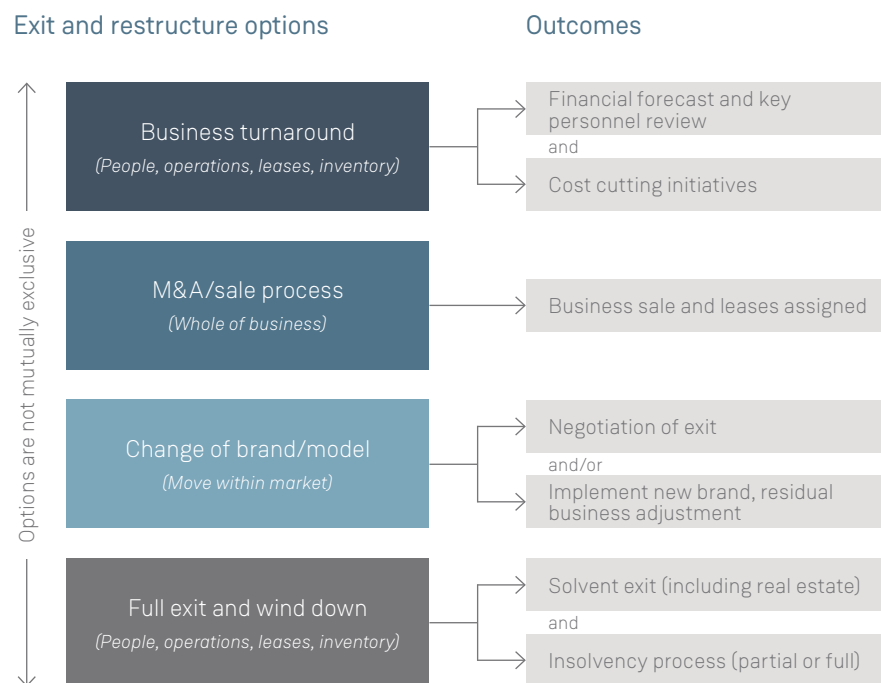 Exit and restructure options
Outcomes
Options are not mutually exclusive
Business turnaround
(People, operations, leases, inventory)
Financial forecast and key
personnel review
and
Cost cutting initiatives
M&A/sale process
(Whole of business)
Business sale and leases assigned
Change of brand/model
(Move within market)
Negotiation of exit
and/or
Implement new brand, residual
business adjustment
Full exit and wind down
(People, operations, leases, inventory)
Solvent exit (including real estate)
and
Insolvency process (partial or full)